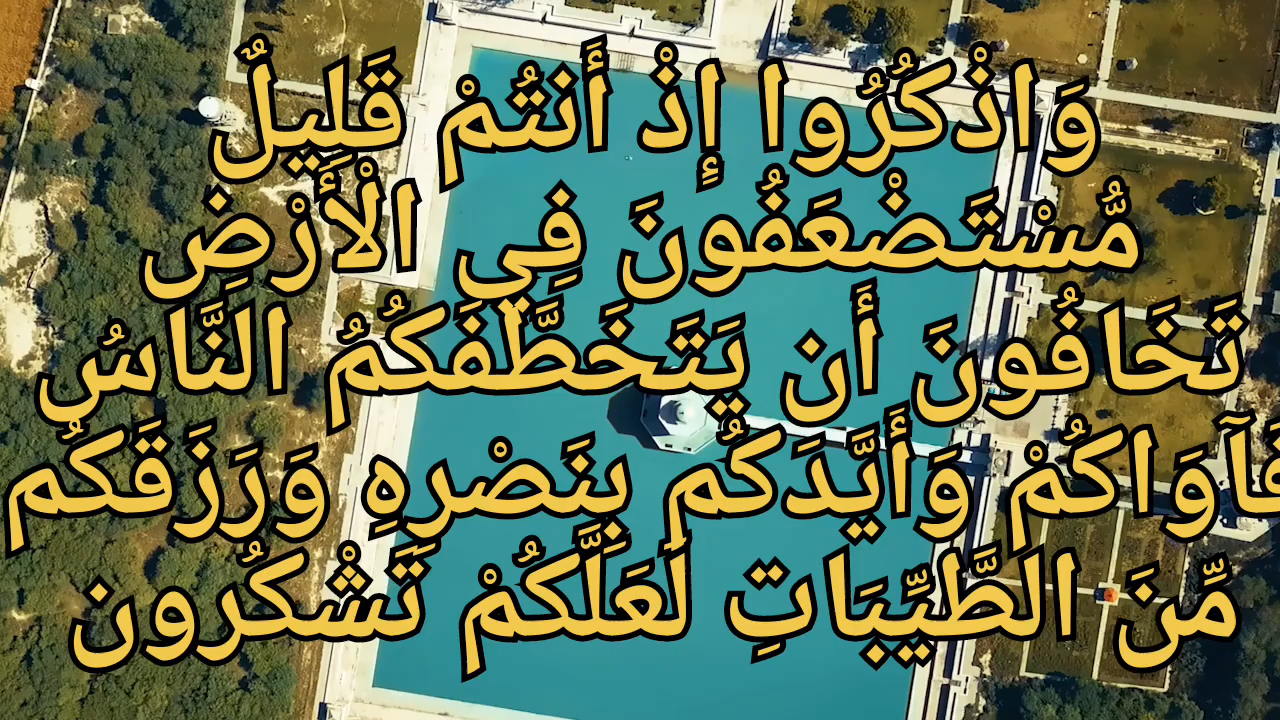 وَاذْكُرُوا إِذْ أَنتُمْ قَلِيلٌ
مُّسْتَضْعَفُونَ فِي الْأَرْضِ
تَخَافُونَ أَن يَتَخَطَّفَكُمُ النَّاسُ
فَآوَاكُمْ وَأَيَّدَكُم بِنَصْرِهِ وَرَزَقَكُم
مِّنَ الطَّيِّبَاتِ لَعَلَّكُمْ تَشْكُرُون